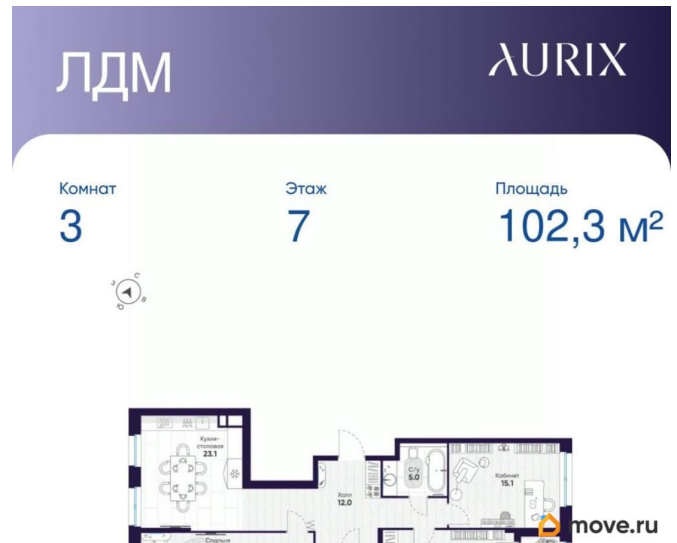 ЛДМ
AURIX
Комнат
Этаж
Площадь
3
7
102,3 м²
С
З
В
Ю
Кухня-
столовая
23.1
С/у
5.0
Кабинет
15.1
Холл
12.0
Спальня
move.ru